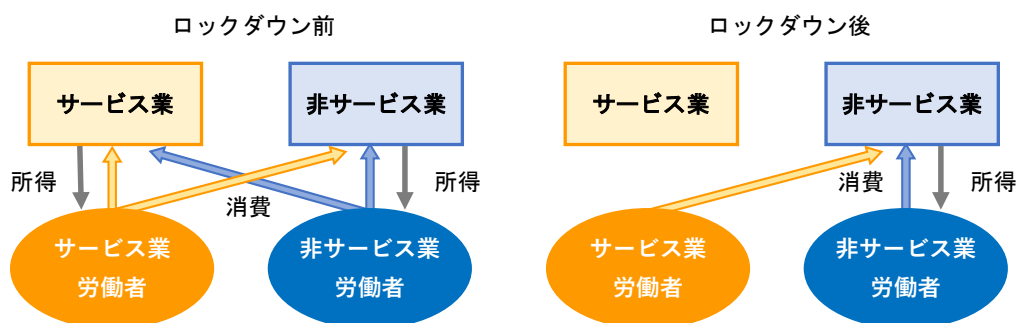 ロックダウン前
サービス業
非サービス業
所得
消費
所得
サービス業
労働者
非サービス業
労働者
ロックダウン後
サービス業
非サービス業
消費
所得
サービス業
労働者
非サービス業
労働者